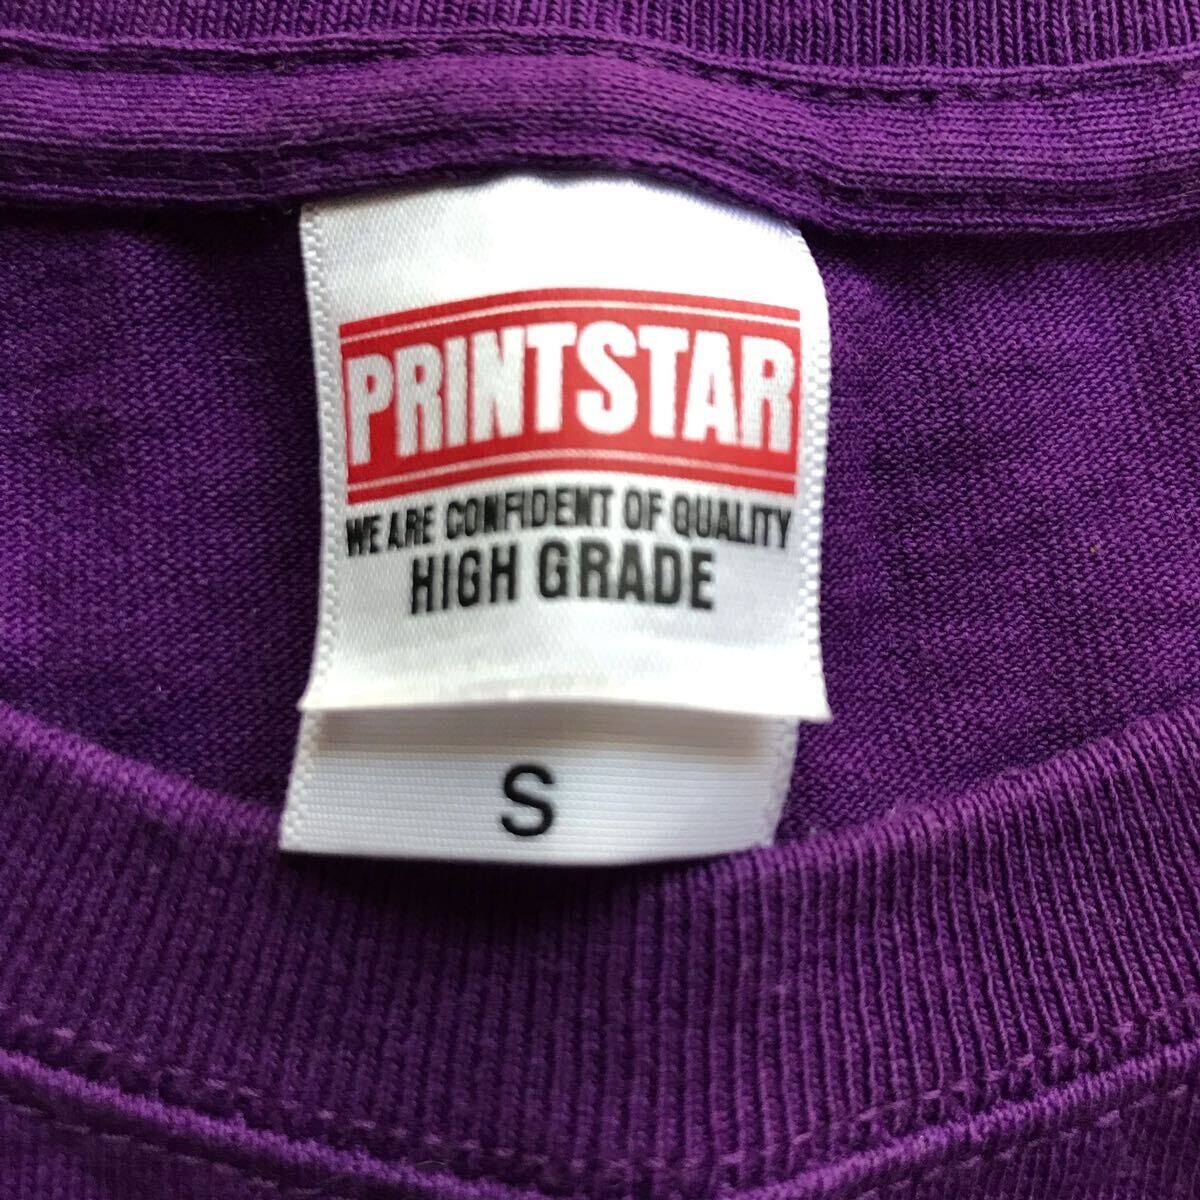 PRINTSTAR
WE ARE CONFIDENT OF QUALITY
HIGH GRADE
S